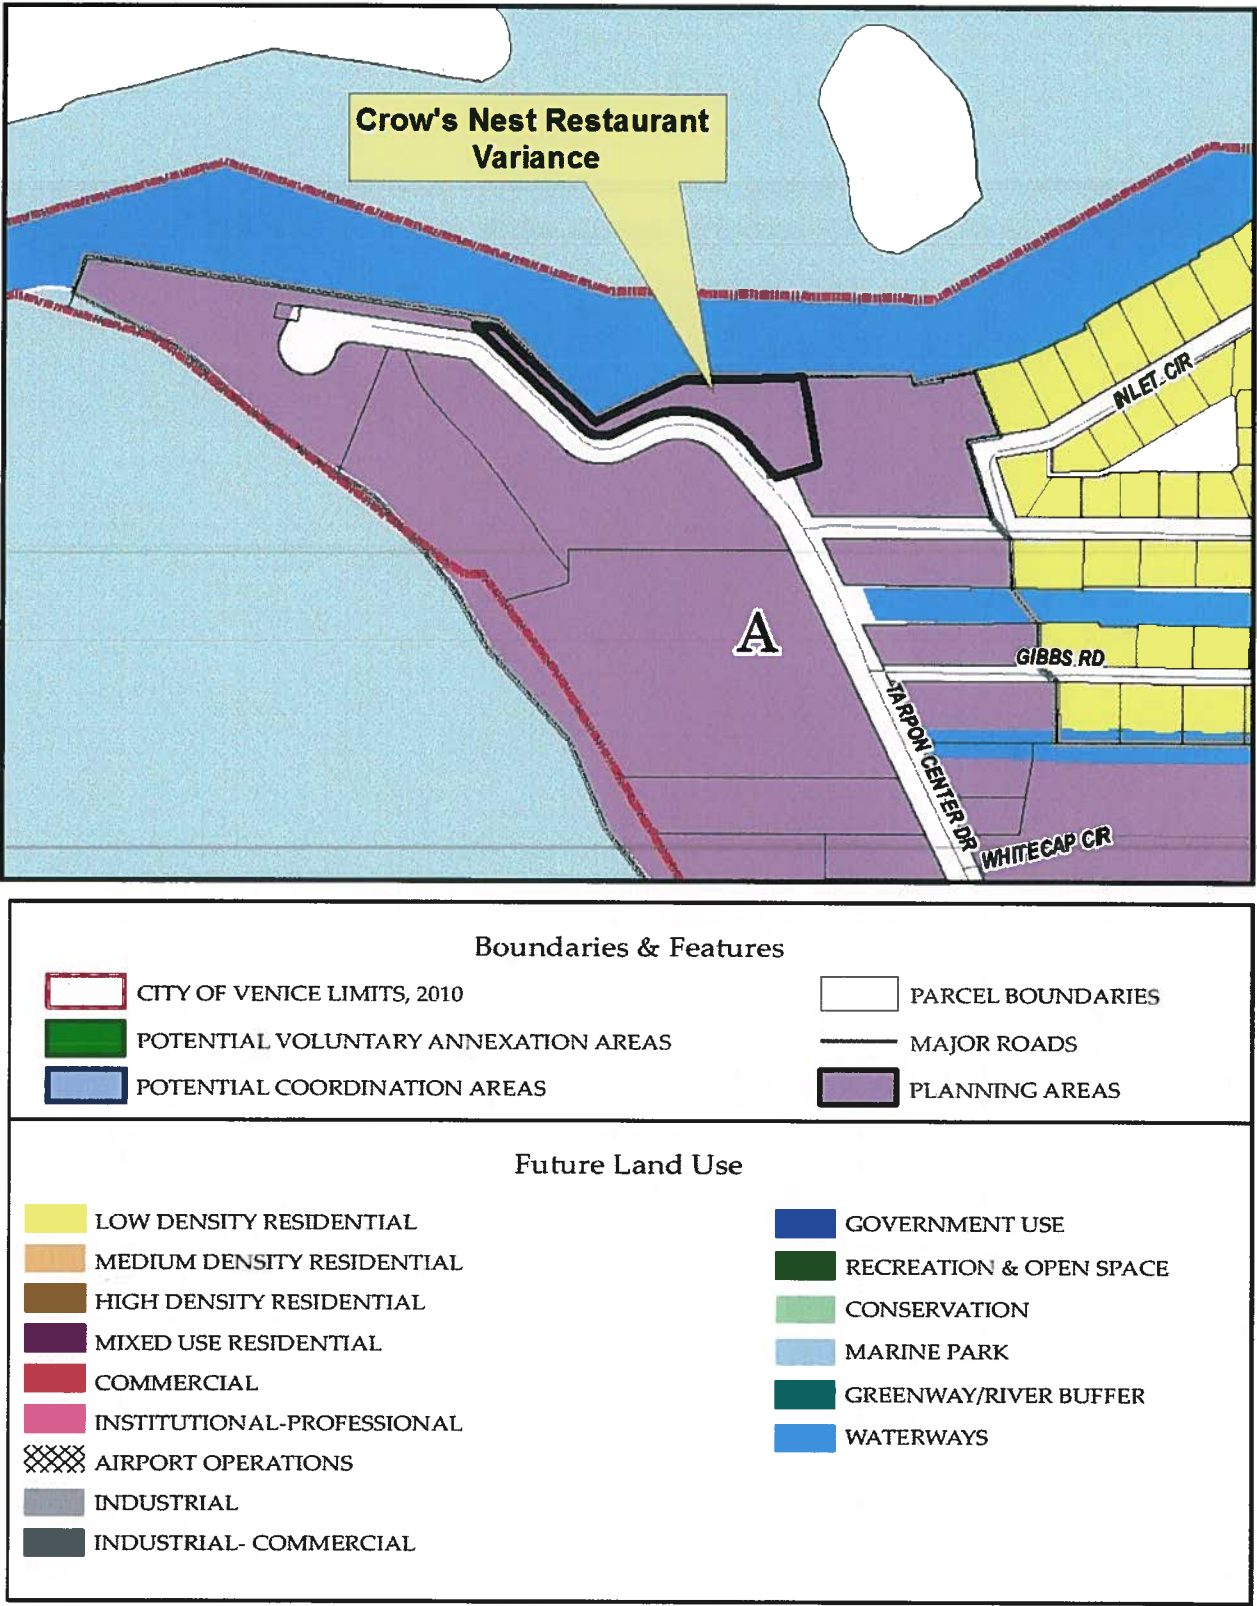 Crow's Nest Restaurant
Variance
INLET CIR
A
GIBBS RD
TARPON CENTER DR
WHITECAP CIR
Boundaries & Features
CITY OF VENICE LIMITS, 2010
POTENTIAL VOLUNTARY ANNEXATION AREAS
POTENTIAL COORDINATION AREAS
PARCEL BOUNDARIES
MAJOR ROADS
PLANNING AREAS
Future Land Use
LOW DENSITY RESIDENTIAL
MEDIUM DENSITY RESIDENTIAL
HIGH DENSITY RESIDENTIAL
MIXED USE RESIDENTIAL
COMMERCIAL
INSTITUTIONAL-PROFESSIONAL
AIRPORT OPERATIONS
INDUSTRIAL
INDUSTRIAL- COMMERCIAL
GOVERNMENT USE
RECREATION & OPEN SPACE
CONSERVATION
MARINE PARK
GREENWAY/RIVER BUFFER
WATERWAYS